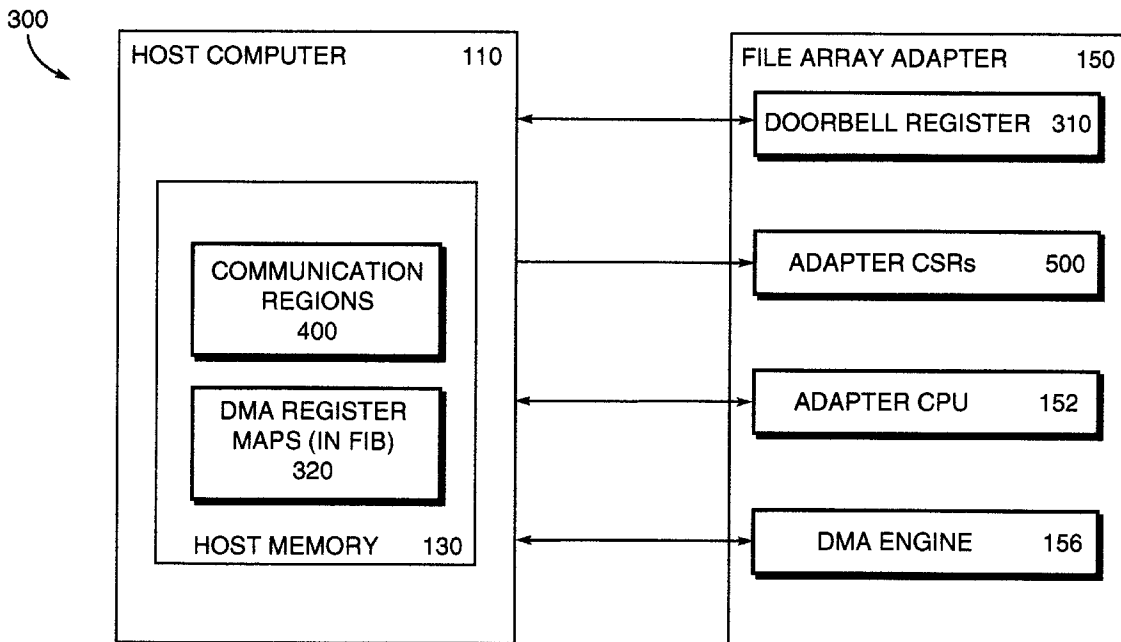 300
HOST COMPUTER 110
COMMUNICATION
REGIONS
400
DMA REGISTER
MAPS (IN FIB)
320
HOST MEMORY 130
FILE ARRAY ADAPTER 150
DOORBELL REGISTER 310
ADAPTER CSRs 500
ADAPTER CPU 152
DMA ENGINE 156